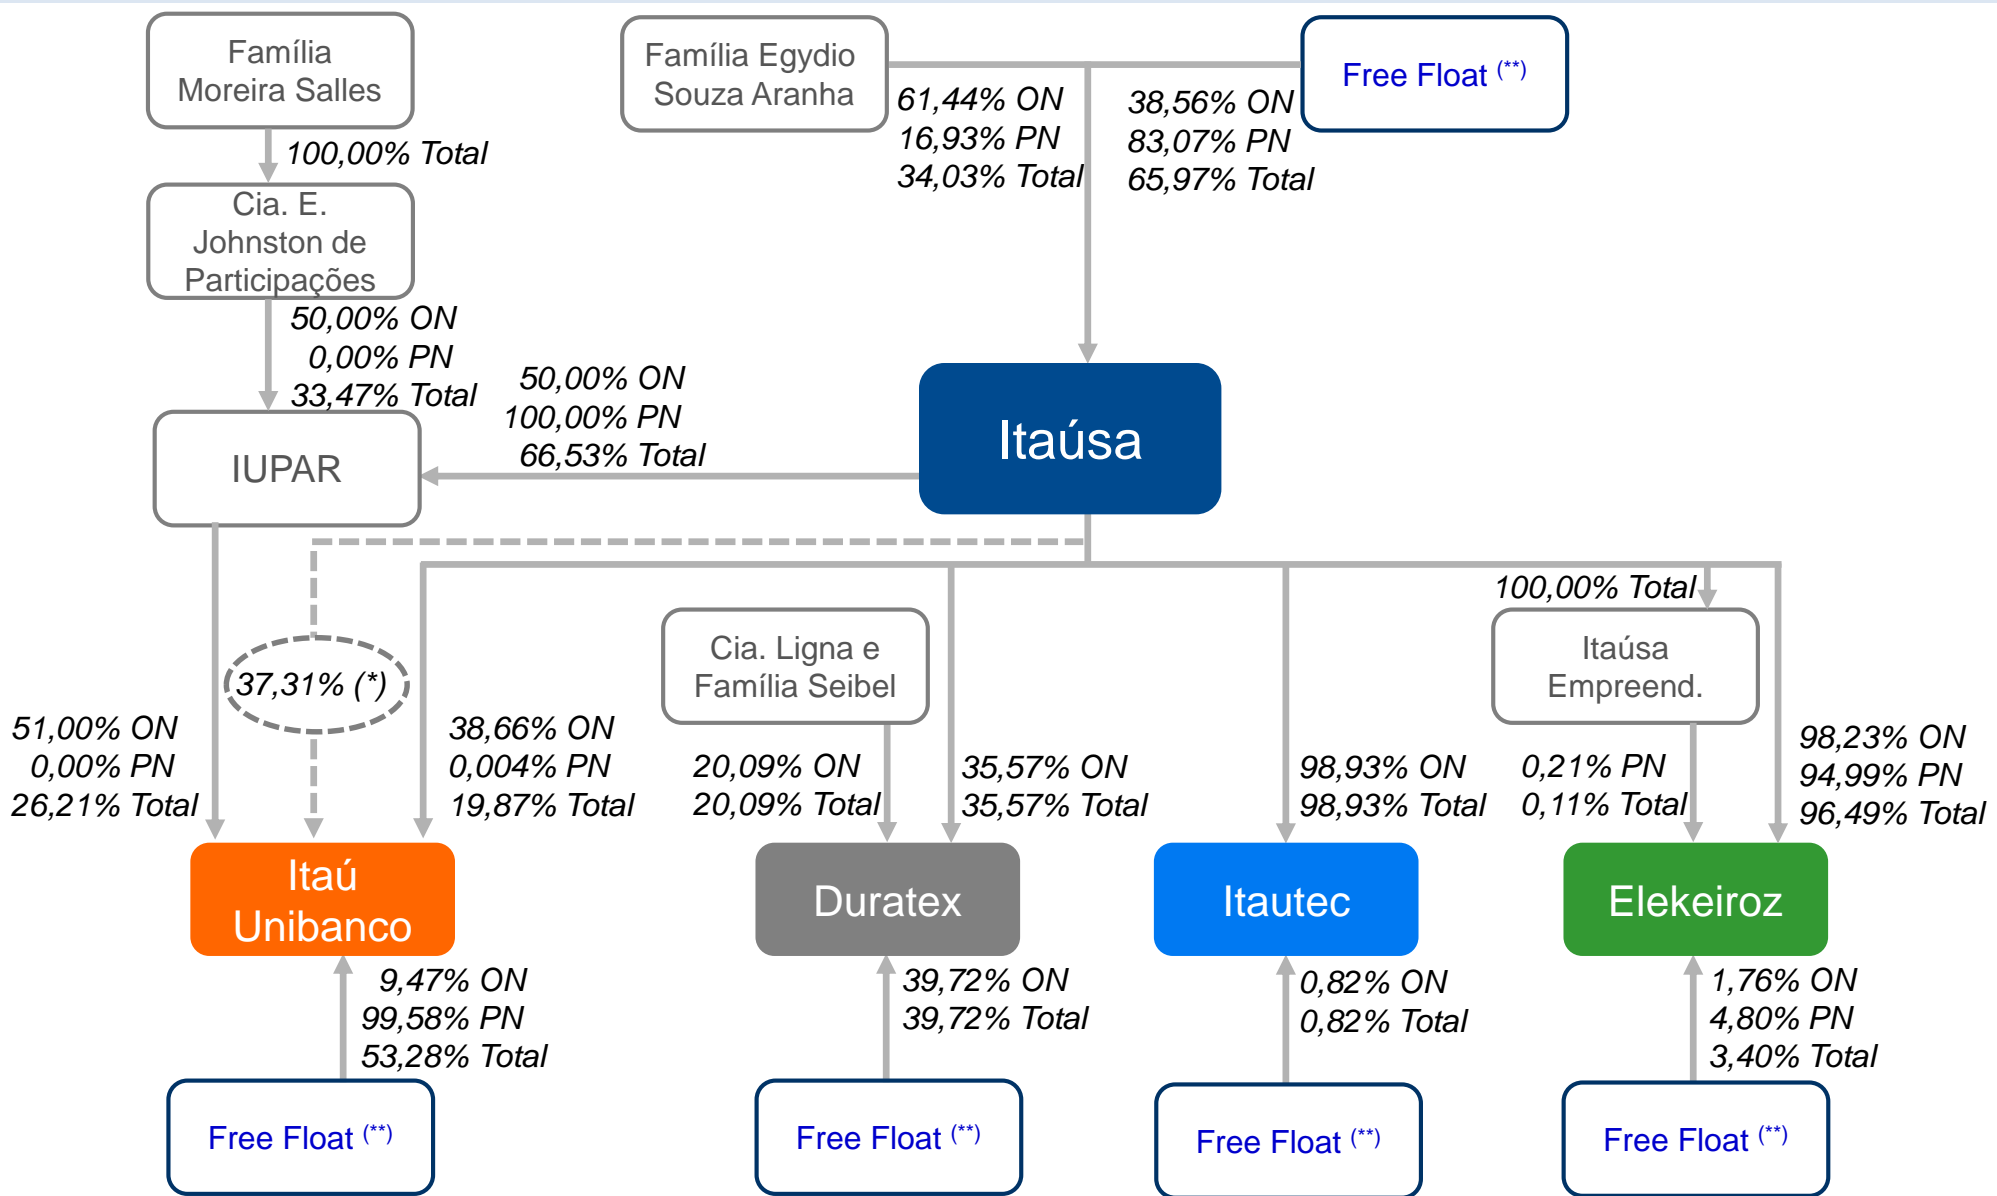 Família
Moreira Salles
100,00% Total
Cia. E.
Johnston de
Participações
50,00% ON
0,00% PN
33,47% Total
IUPAR
Família Egydio
Souza Aranha
61,44% ON
16,93% PN
34,03% Total
Free Float (**)
38,56% ON
83,07% PN
65,97% Total
Itaúsa
50,00% ON
100,00% PN
66,53% Total
37,31% (*)
51,00% ON
0,00% PN
26,21% Total
38,66% ON
0,004% PN
19,87% Total
Cia. Ligna e
Família Seibel
20,09% ON
20,09% Total
35,57% ON
35,57% Total
98,93% ON
98,93% Total
100,00% Total
Itaúsa
Empreend.
0,21% PN
0,11% Total
98,23% ON
94,99% PN
96,49% Total
Itaú
Unibanco
Duratex
Itautec
Elekeiroz
9,47% ON
99,58% PN
53,28% Total
39,72% ON
39,72% Total
0,82% ON
0,82% Total
1,76% ON
4,80% PN
3,40% Total
Free Float (**)
Free Float (**)
Free Float (**)
Free Float (**)